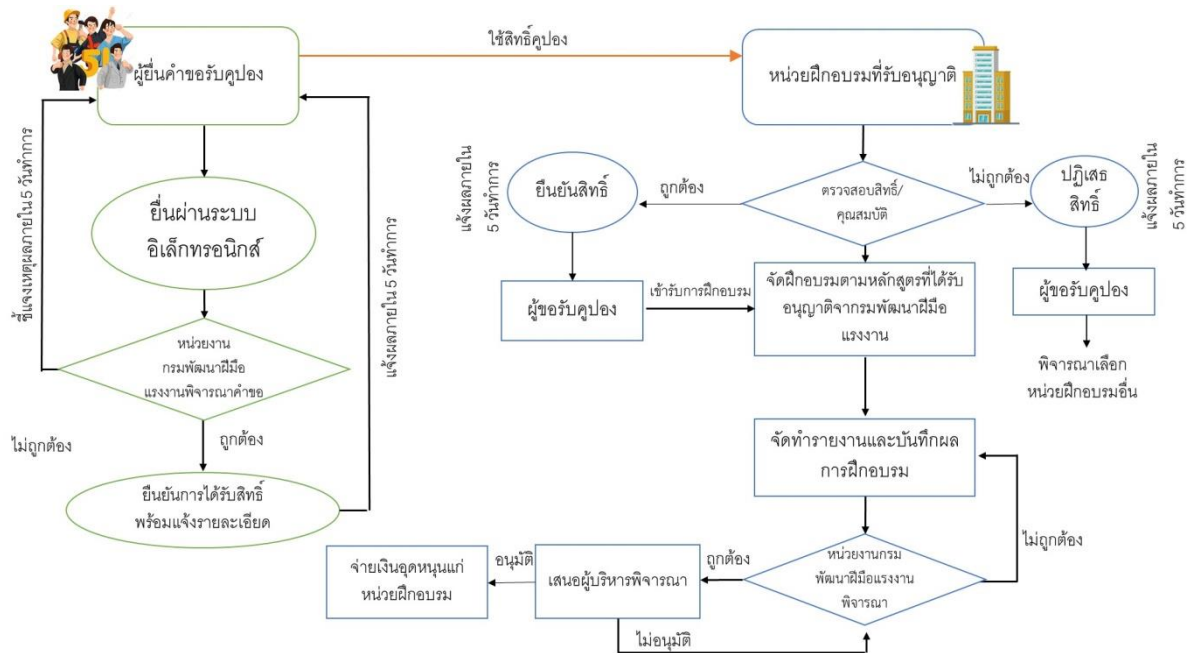 ใช้สิทธิ์คูปอง
ผู้ยื่นคำขอรับคูปอง
หน่วยฝึกอบรมที่รับอนุญาติ
ชี้แจงเหตุผลภายใน 5 วันทำการ
ยื่นผ่านระบบ
อิเล็กทรอนิกส์
แจ้งผลภายใน 5 วันทำการ
หน่วยงาน
กรมพัฒนาฝีมือ
แรงงานพิจารณาคำขอ
ไม่ถูกต้อง
ถูกต้อง
ยืนยันการได้รับสิทธิ์
พร้อมแจ้งรายละเอียด
แจ้งผลภายใน
5 วันทำการ
ยืนยันสิทธิ์
ถูกต้อง
ตรวจสอบสิทธิ์/
คุณสมบัติ
ไม่ถูกต้อง
ปฏิเสธ
สิทธิ์
แจ้งผลภายใน
5 วันทำการ
ผู้ขอรับคูปอง
เข้ารับการฝึกอบรม
จัดฝึกอบรมตามหลักสูตรที่ได้รับ
อนุญาติจากกรมพัฒนาฝีมือ
แรงงาน
ผู้ขอรับคูปอง
พิจารณาเลือก
หน่วยฝึกอบรมอื่น
จัดทำรายงานและบันทึกผล
การฝึกอบรม
ไม่ถูกต้อง
หน่วยงานกรม
พัฒนาฝีมือแรงงาน
พิจารณา
ถูกต้อง
เสนอผู้บริหารพิจารณา
อนุมัติ
จ่ายเงินอุดหนุนแก่
หน่วยฝึกอบรม
ไม่อนุมัติ